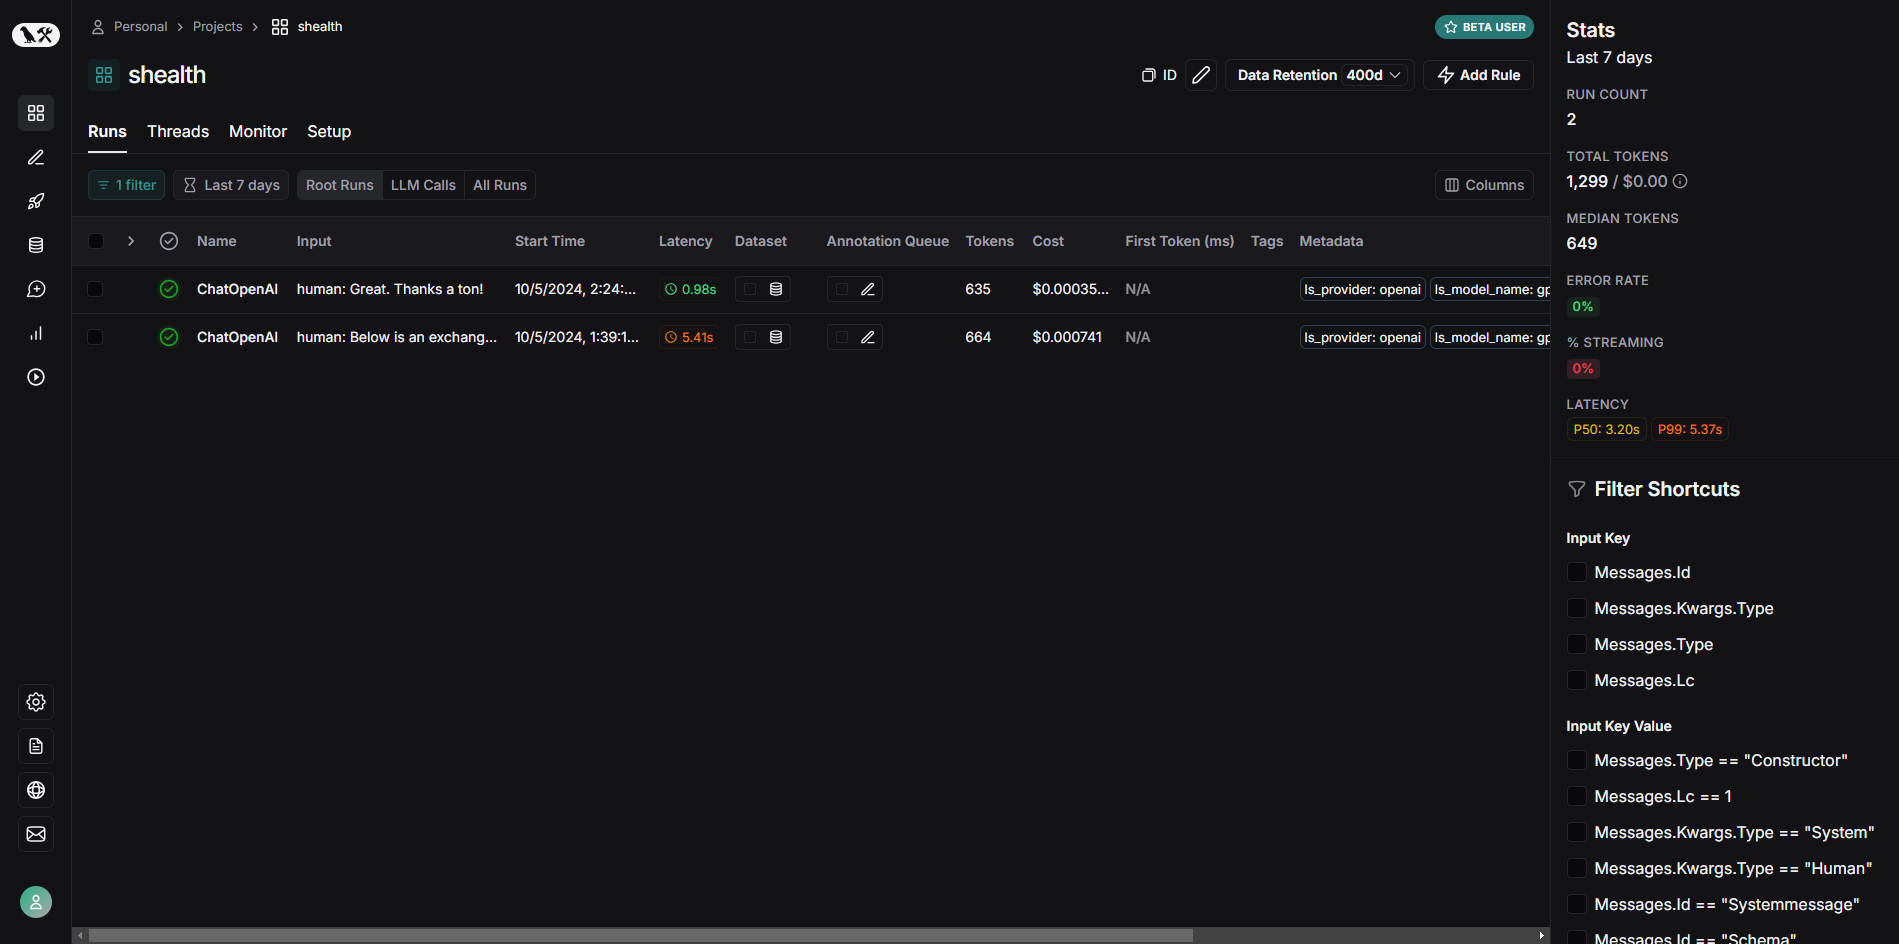 Personal > Projects > shealth
BETA USER
shealth
ID
Data Retention 400d
Add Rule
Runs Threads Monitor Setup
1 filter Last 7 days Root Runs LLM Calls All Runs Columns
Name Input Start Time Latency Dataset Annotation Queue Tokens Cost First Token (ms) Tags Metadata
ChatOpenAI human: Great. Thanks a ton! 10/5/2024, 2:24:... 0.98s 635 $0.00035... N/A ls_provider: openai ls_model_name: gp
ChatOpenAI human: Below is an exchang... 10/5/2024, 1:39:1... 5.41s 664 $0.000741 N/A ls_provider: openai ls_model_name: gp
Stats
Last 7 days
RUN COUNT
2
TOTAL TOKENS
1,299 / $0.00
MEDIAN TOKENS
649
ERROR RATE
0%
% STREAMING
0%
LATENCY
P50: 3.20s P99: 5.37s
Filter Shortcuts
Input Key
Messages.Id
Messages.Kwargs.Type
Messages.Type
Messages.Lc
Input Key Value
Messages.Type == "Constructor"
Messages.Lc == 1
Messages.Kwargs.Type == "System"
Messages.Kwargs.Type == "Human"
Messages.Id == "Systemmessage"
Messages.Id == "Schema"